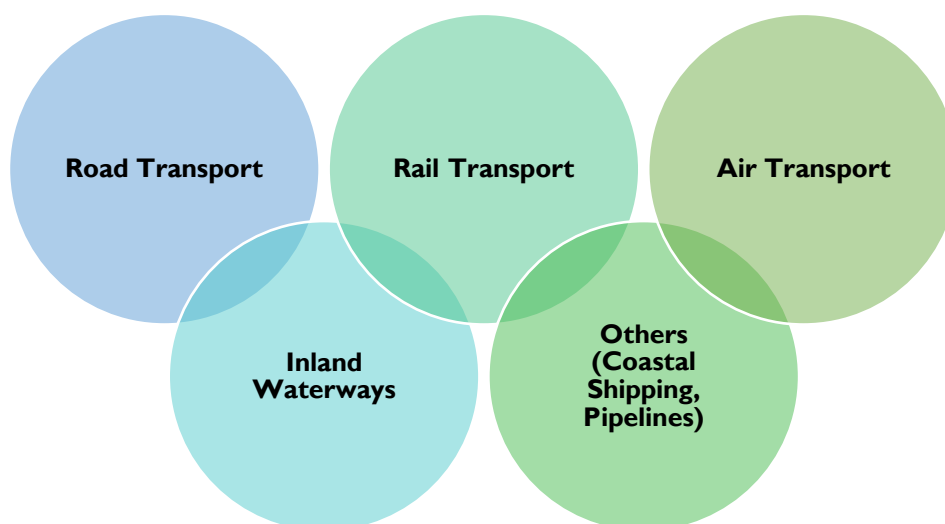 Road Transport
Rail Transport
Air Transport
Inland
Waterways
Others
(Coastal
Shipping,
Pipelines)